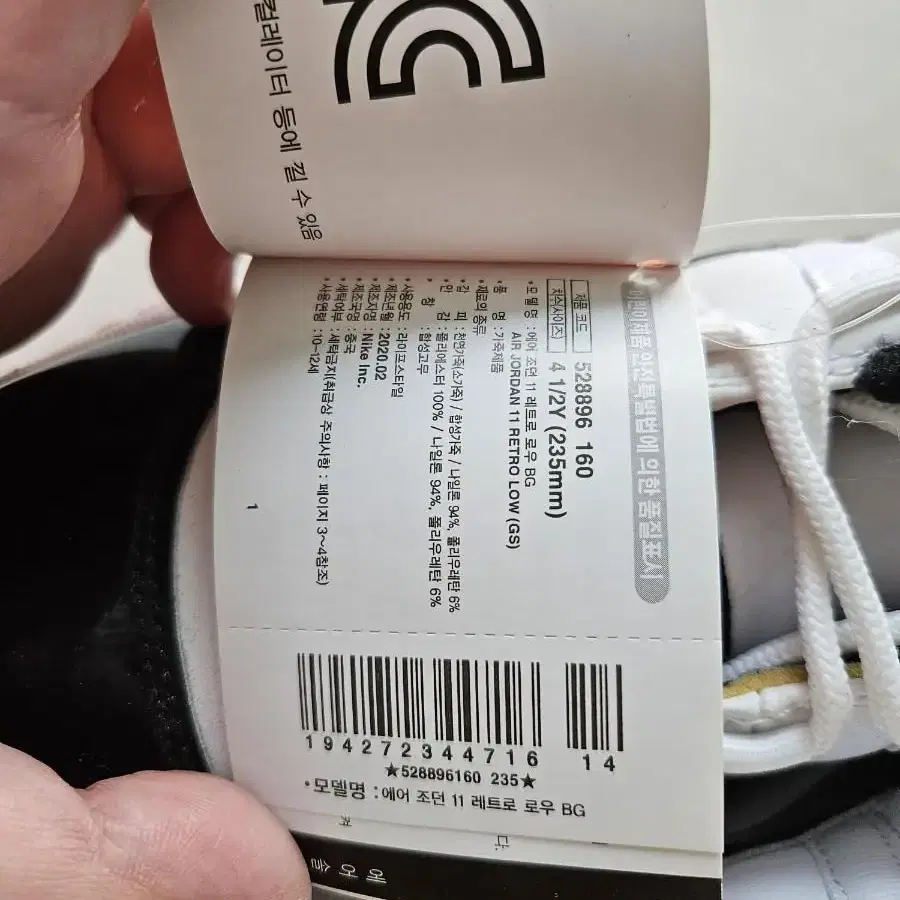 컬레이터 등에 낄 수 있음
어린이제품 안전특별법에 의한 품질표시
제품 코드 528896 160
치수(사이즈) 4 1/2Y (235mm)
•모델명 :에어 조던 11 레트로 로우 BG
AIR JORDAN 11 RETRO LOW (GS)
•품 명 :가죽제품
•재료의 종류
•겉 피 :천연가죽(소가죽) / 합성가죽 / 나일론 94%, 폴리우레탄 6%
•안 감 :폴리에스터 100% / 나일론 94%, 폴리우레탄 6%
•창 :합성고무
•사용용도 :라이프스타일
•제조년월 :2020.02
•제조자명 :Nike Inc.
•제조국명 :중국
•세탁여부 :세탁금지(취급상 주의사항 : 페이지 3~4참조)
•사용연령 :10-12세
1
194272344716 14
★528896160 235★
•모델명 :에어 조던 11 레트로 로우 BG
다.
에어솔